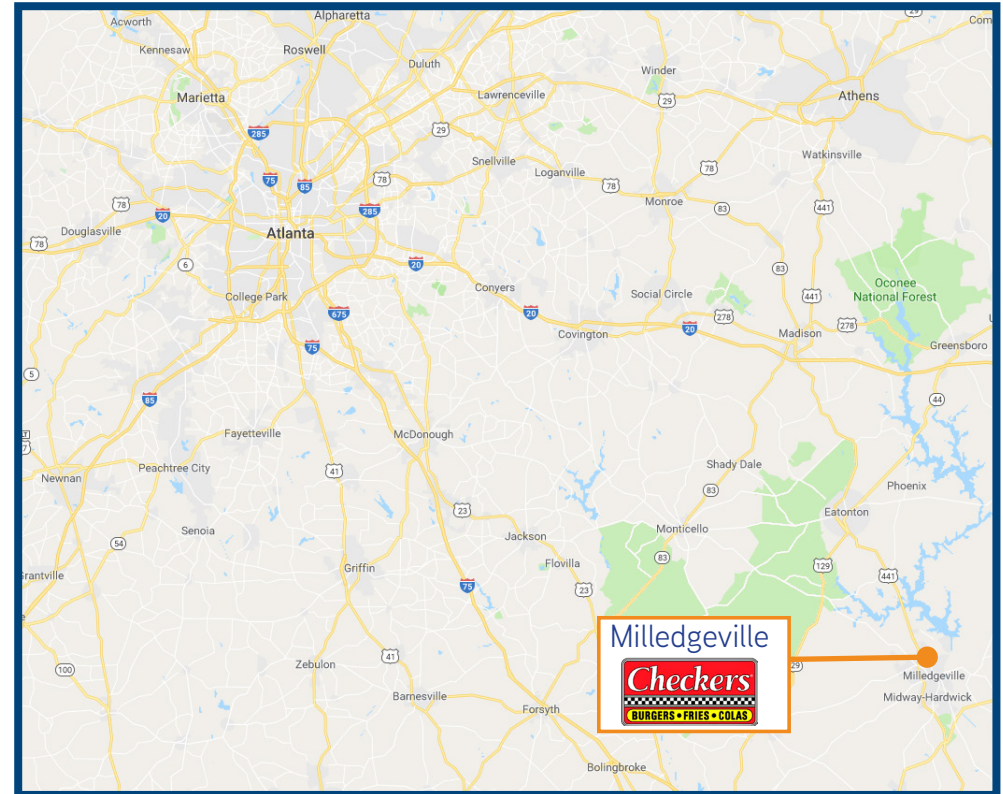 Acworth
Alpharetta
29
Com
Kennesaw
Roswell
Duluth
Winder
Marietta
Lawrenceville
29
Athens
285
29
Snellville
Watkinsville
75
85
78
Loganville
78
78
78
20
285
Monroe
83
441
Douglasville
78
Atlanta
6
20
83
Oconee
National Forest
College Park
Conyers
Social Circle
441
675
20
278
20
278
Covington
Madison
Greensboro
75
5
85
44
Fayetteville
McDonough
Peachtree City
Shady Dale
Newnan
41
83
Phoenix
23
Eatonton
Senoia
Jackson
Monticello
54
Flovilla
83
129
Grantville
Griffin
75
23
441
Milledgeville
Checkers
BURGERS • FRIES • COLAS
100
Zebulon
41
29
Milledgeville
Barnesville
Midway-Hardwick
Forsyth
Bolingbroke